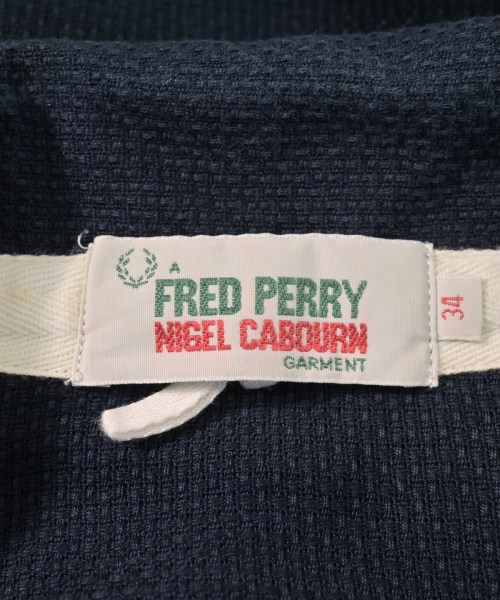 A
FRED PERRY
NIGEL CABOURN
GARMENT
34